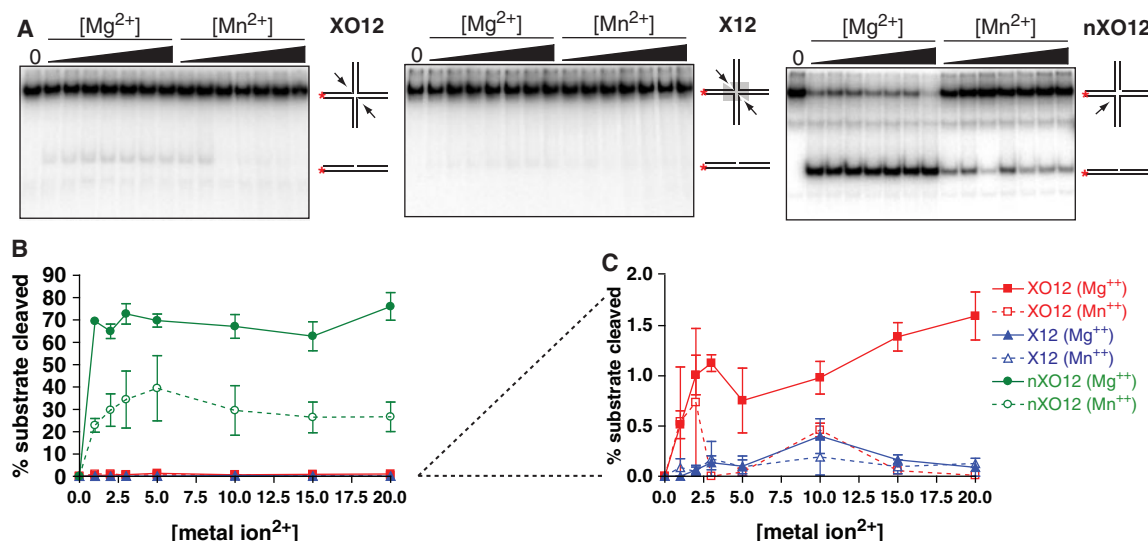 A
[Mg2+] [Mn2+] XO12
0
[Mg2+] [Mn2+] X12
0
[Mg2+] [Mn2+] nXO12
0
*
*
*
*
*
*
B
% substrate cleaved
90
80
70
60
50
40
30
20
10
0
0.0 2.5 5.0 7.5 10.0 12.5 15.0 17.5 20.0
[metal ion2+]
C
% substrate cleaved
2.0
1.5
1.0
0.5
0.0
0.0 2.5 5.0 7.5 10.0 12.5 15.0 17.5 20.0
[metal ion2+]
XO12 (Mg++)
XO12 (Mn++)
X12 (Mg++)
X12 (Mn++)
nXO12 (Mg++)
nXO12 (Mn++)